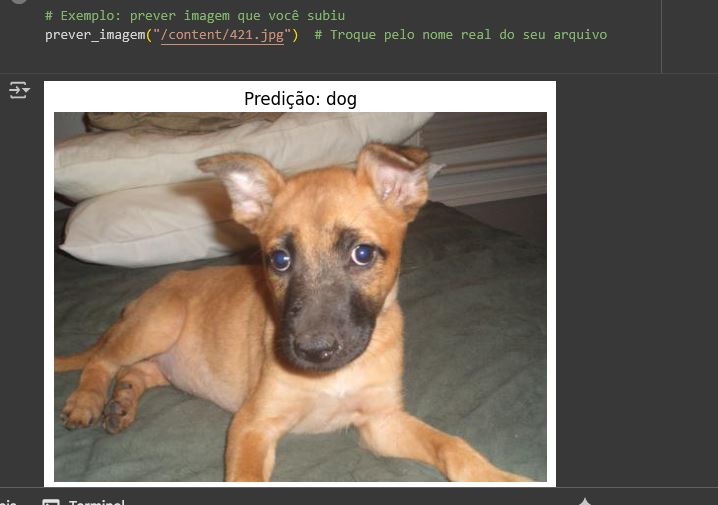 # Exemplo: prever imagem que você subiu
prever_imagem("/content/421.jpg")  # Troque pelo nome real do seu arquivo
Predição: dog
Terminal